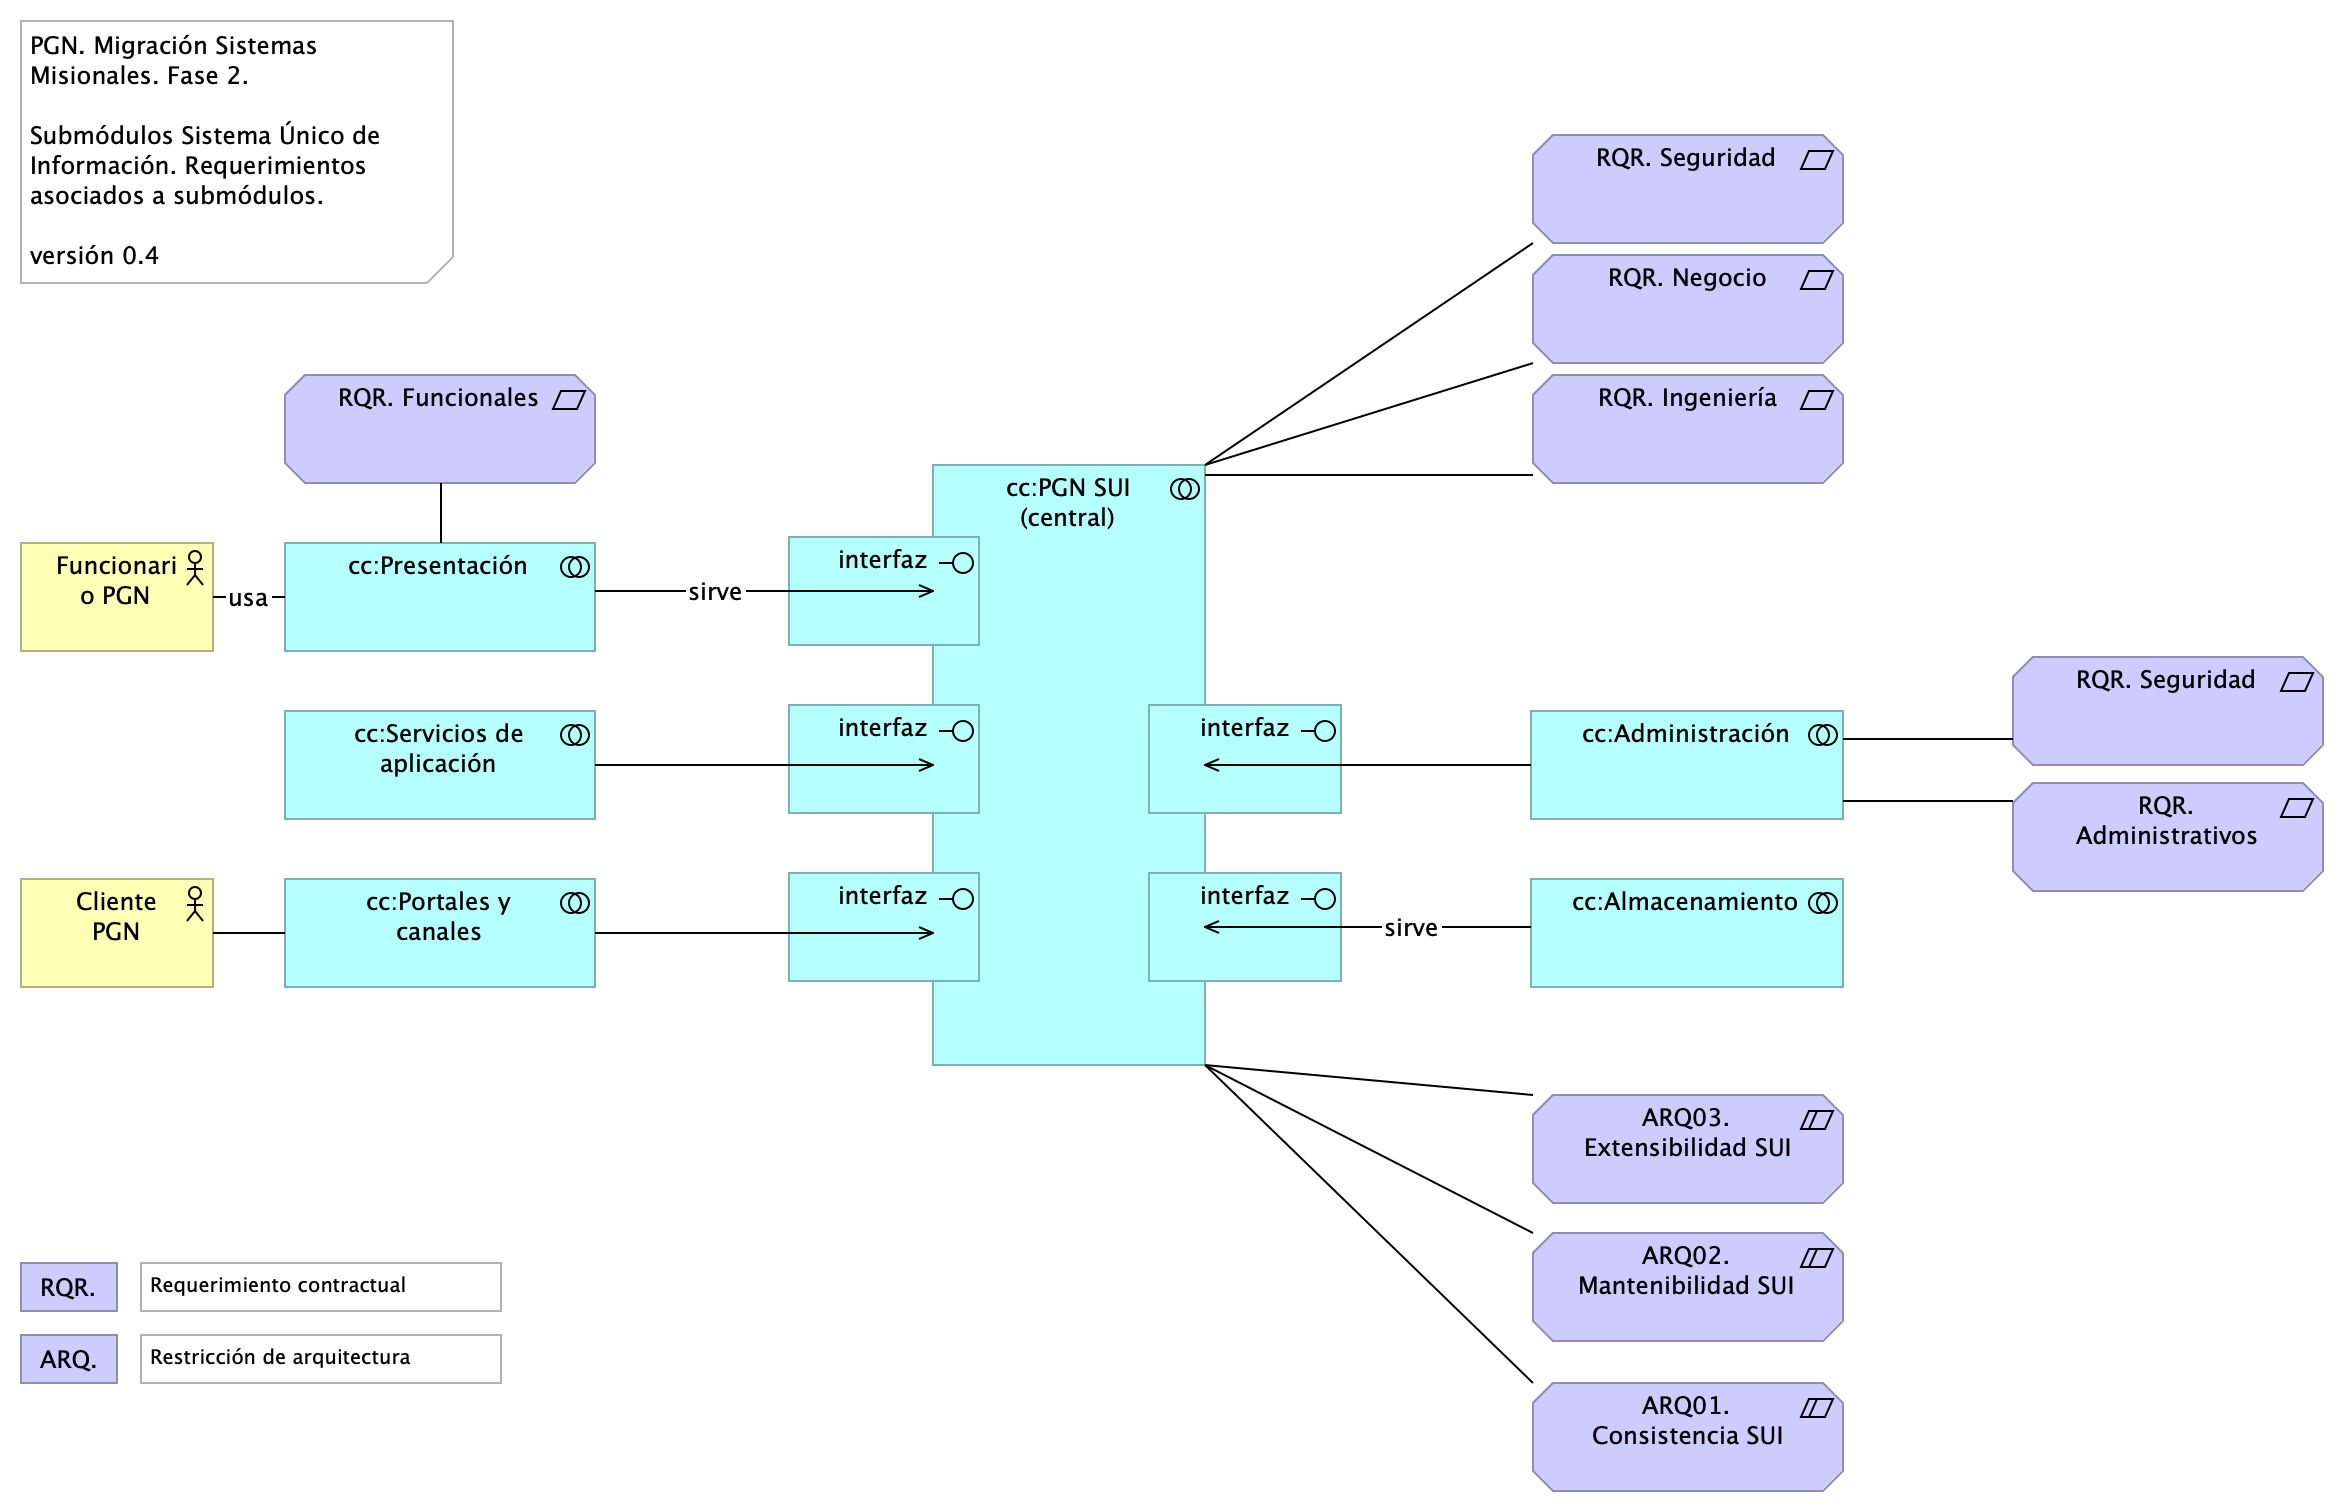 PGN. Migración Sistemas
Misionales. Fase 2.
Submódulos Sistema Único de
Información. Requerimientos
asociados a submódulos.
versión 0.4
RQR. Seguridad
RQR. Negocio
RQR. Ingeniería
RQR. Funcionales
cc:PGN SUI
(central)
Funcionari
o PGN
usa
cc:Presentación
sirve
interfaz
cc:Servicios de
aplicación
interfaz
interfaz
cc:Administración
RQR. Seguridad
RQR.
Administrativos
Cliente
PGN
cc:Portales y
canales
interfaz
interfaz
sirve
cc:Almacenamiento
ARQ03.
Extensibilidad SUI
ARQ02.
Mantenibilidad SUI
ARQ01.
Consistencia SUI
RQR.
Requerimiento contractual
ARQ.
Restricción de arquitectura